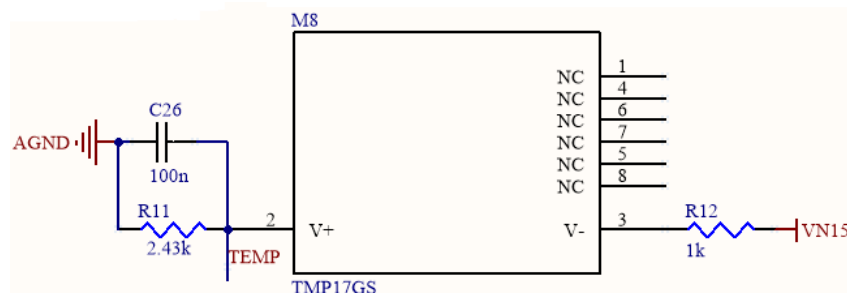 M8
NC 1
NC 4
C26
NC 6
AGND
NC 7
NC 5
100n
NC 8
R11
R12
2
V+
V-
3
VN15
2.43k
TEMP
1k
TMP17GS